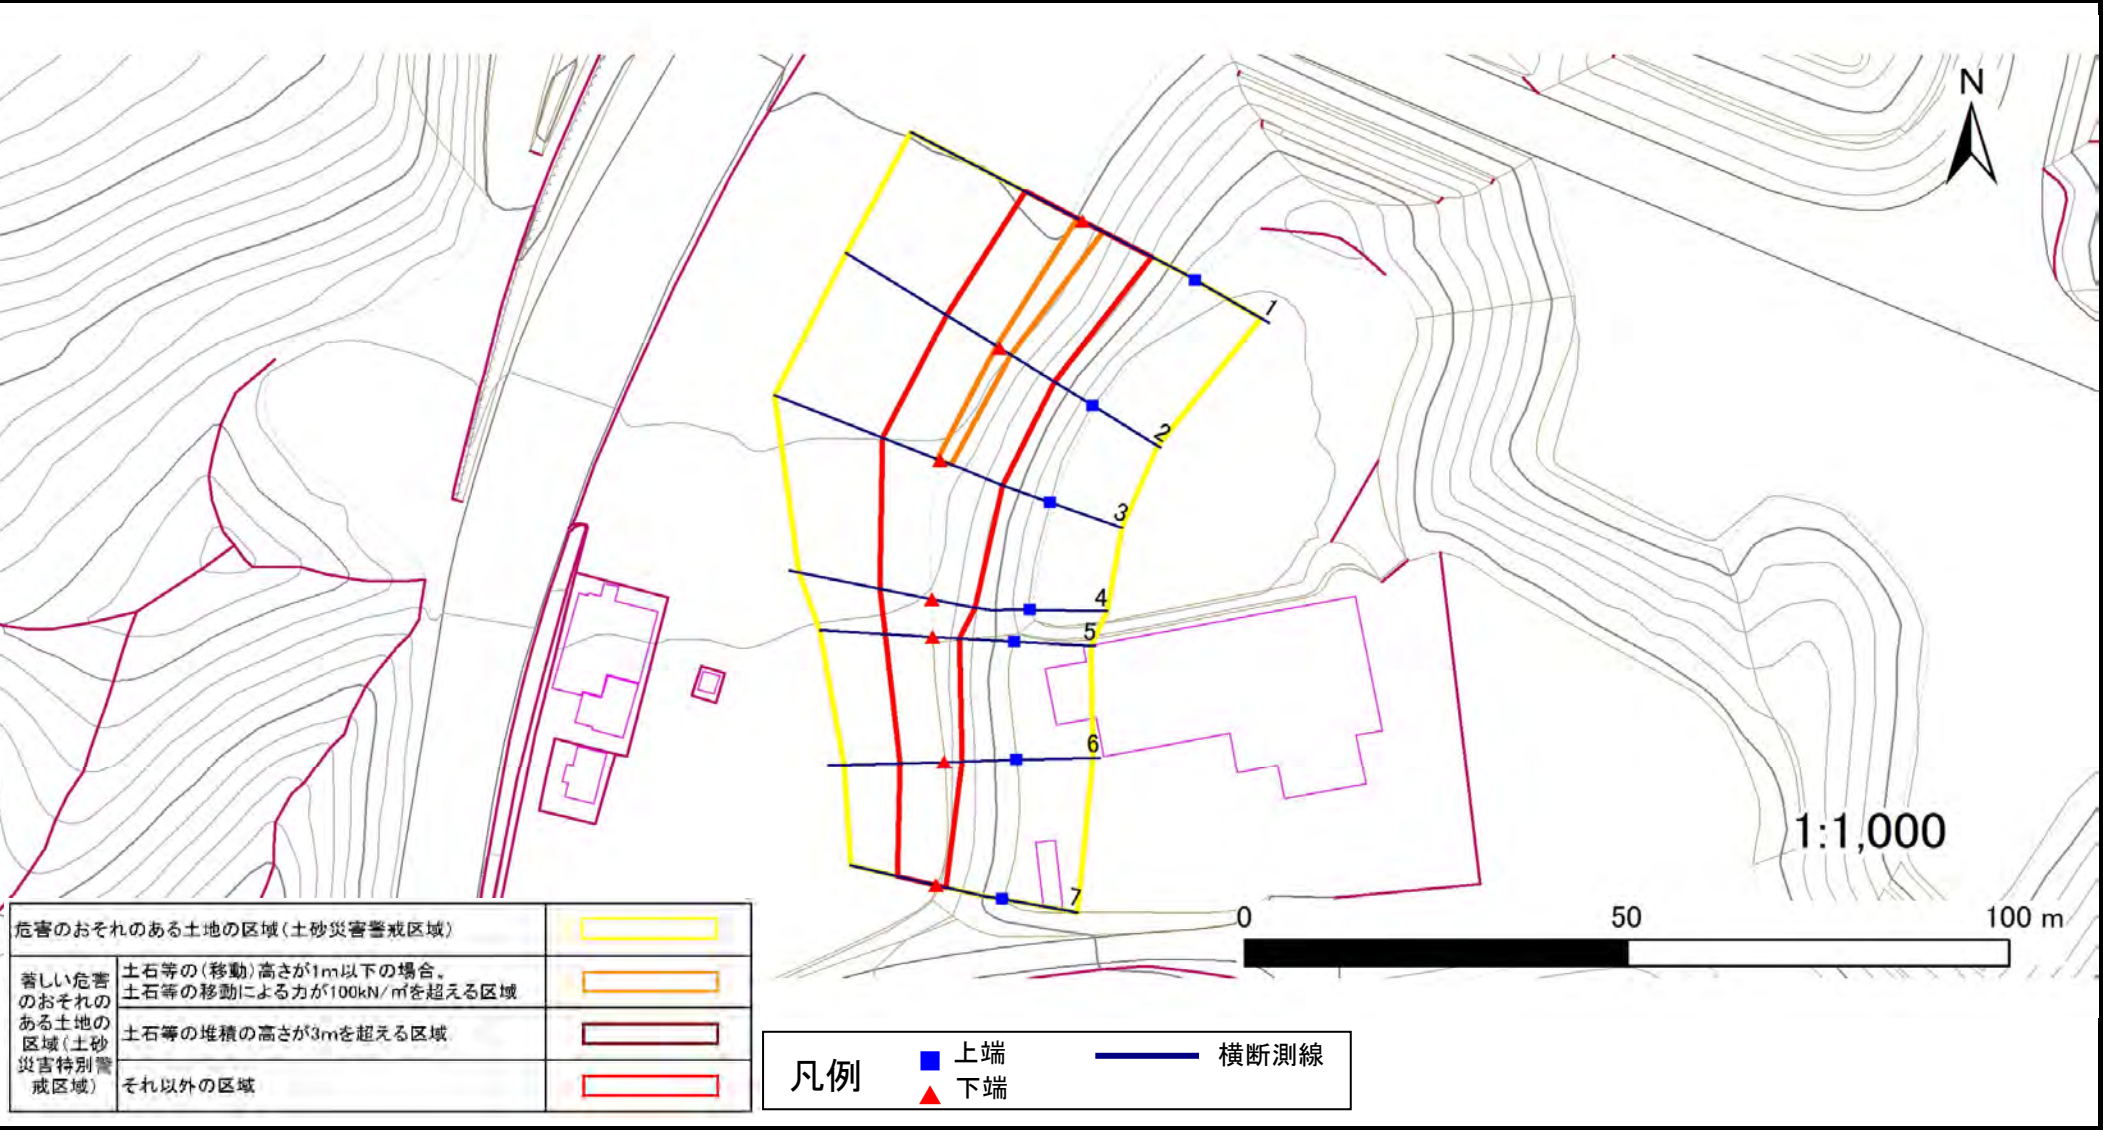 N
1
2
3
4
5
6
7
1:1,000
0 50 100 m
危害のおそれのある土地の区域(土砂災害警戒区域)
著しい危害
のおそれの
ある土地の
区域(土砂
災害特別警
戒区域)
土石等の(移動)高さが1m以下の場合、
土石等の移動による力が100kN/㎡を超える区域
土石等の堆積の高さが3mを超える区域
それ以外の区域
凡例
上端
下端
横断測線